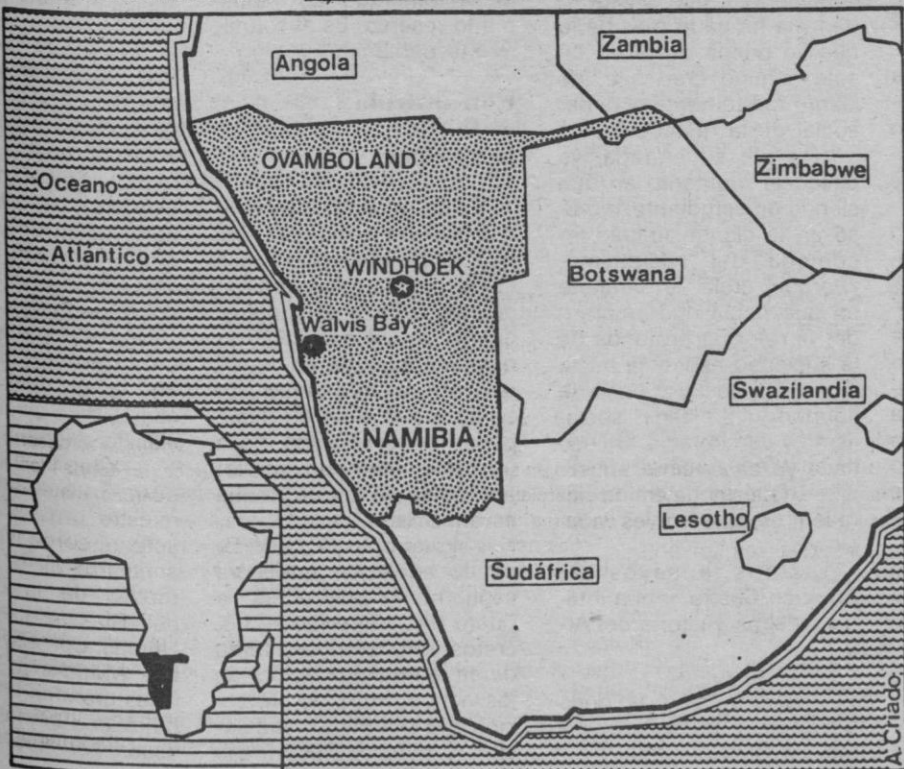 Angola
Zambia
OVAMBOLAND
Zimbabwe
Oceano
Atlántico
WINDHOEK
Botswana
Walvis Bay
Swazilandia
NAMIBIA
Lesotho
Sudáfrica
A. Criado;